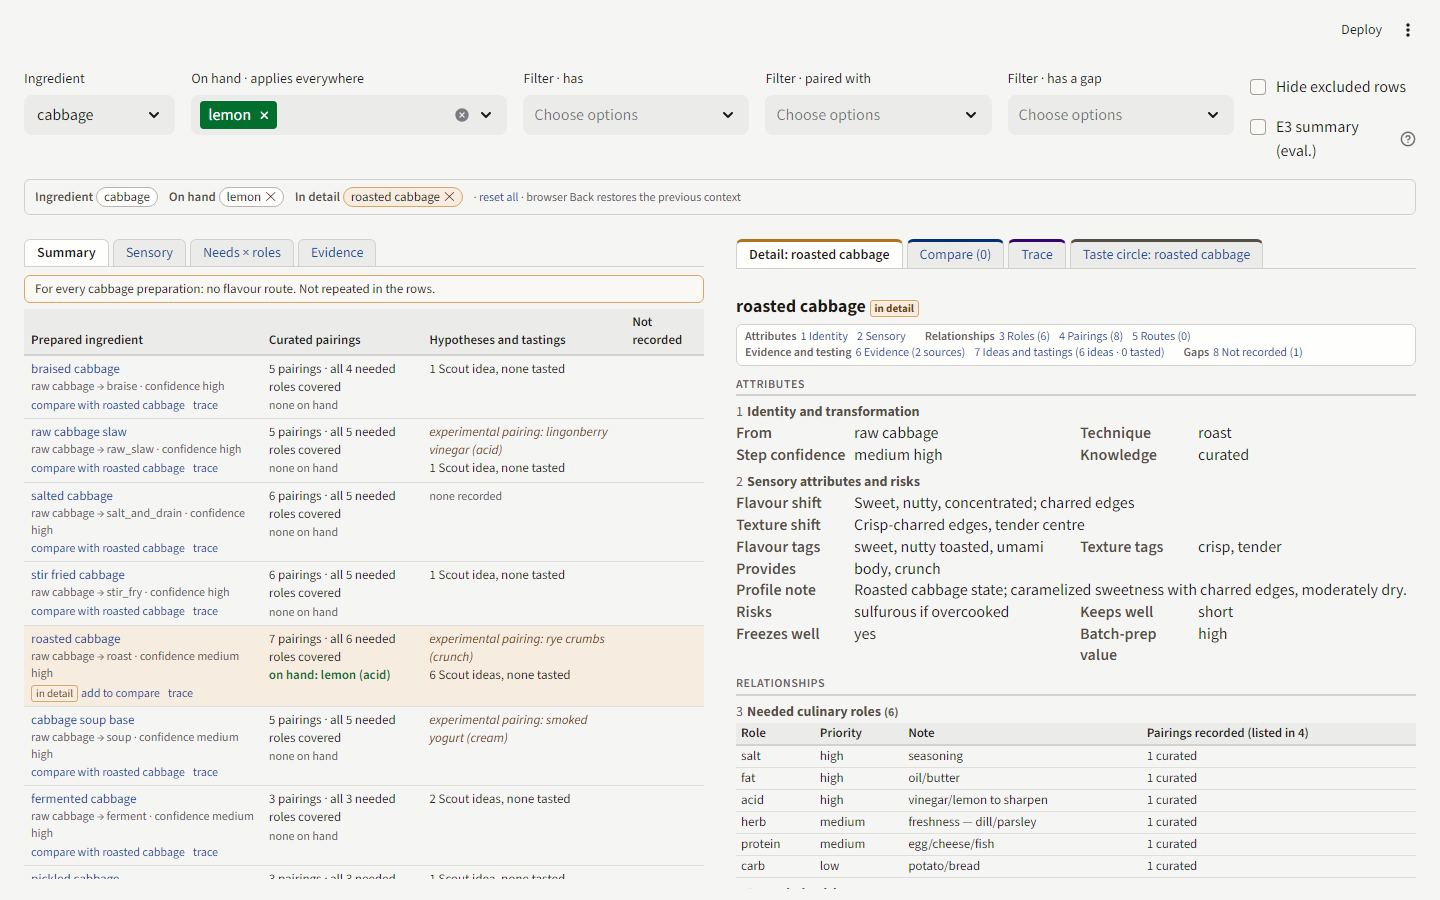 Deploy
Ingredient
On hand · applies everywhere
Filter · has
Filter · paired with
Filter · has a gap
cabbage
lemon ×
Choose options
Choose options
Choose options
Hide excluded rows
E3 summary
(eval.)
Ingredient cabbage On hand lemon × In detail roasted cabbage × · reset all · browser Back restores the previous context
Summary
Sensory
Needs × roles
Evidence
For every cabbage preparation: no flavour route. Not repeated in the rows.
Prepared ingredient
Curated pairings
Hypotheses and tastings
Not
recorded
braised cabbage
raw cabbage → braise · confidence high
compare with roasted cabbage trace
5 pairings · all 4 needed
roles covered
none on hand
1 Scout idea, none tasted
raw cabbage slaw
raw cabbage → raw_slaw · confidence high
compare with roasted cabbage trace
5 pairings · all 5 needed
roles covered
none on hand
experimental pairing: lingonberry
vinegar (acid)
1 Scout idea, none tasted
salted cabbage
raw cabbage → salt_and_drain · confidence
high
compare with roasted cabbage trace
6 pairings · all 5 needed
roles covered
none on hand
none recorded
stir fried cabbage
raw cabbage → stir_fry · confidence high
compare with roasted cabbage trace
6 pairings · all 5 needed
roles covered
none on hand
1 Scout idea, none tasted
roasted cabbage
raw cabbage → roast · confidence medium
high
in detail add to compare trace
7 pairings · all 6 needed
roles covered
on hand: lemon (acid)
experimental pairing: rye crumbs
(crunch)
6 Scout ideas, none tasted
cabbage soup base
raw cabbage → soup · confidence medium
high
compare with roasted cabbage trace
5 pairings · all 5 needed
roles covered
none on hand
experimental pairing: smoked
yogurt (cream)
fermented cabbage
raw cabbage → ferment · confidence medium
high
compare with roasted cabbage trace
3 pairings · all 3 needed
roles covered
none on hand
2 Scout ideas, none tasted
pickled cabbage
3 pairings · all 3 needed
1 Scout idea, none tasted
Detail: roasted cabbage
Compare (0)
Trace
Taste circle: roasted cabbage
roasted cabbage in detail
Attributes 1 Identity 2 Sensory Relationships 3 Roles (6) 4 Pairings (8) 5 Routes (0)
Evidence and testing 6 Evidence (2 sources) 7 Ideas and tastings (6 ideas · 0 tasted) Gaps 8 Not recorded (1)
ATTRIBUTES
1 Identity and transformation
From raw cabbage Technique roast
Step confidence medium high Knowledge curated
2 Sensory attributes and risks
Flavour shift Sweet, nutty, concentrated; charred edges
Texture shift Crisp-charred edges, tender centre
Flavour tags sweet, nutty toasted, umami Texture tags crisp, tender
Provides body, crunch
Profile note Roasted cabbage state; caramelized sweetness with charred edges, moderately dry.
Risks sulfurous if overcooked Keeps well short
Freezes well yes Batch-prep high
value
RELATIONSHIPS
3 Needed culinary roles (6)
Role Priority Note Pairings recorded (listed in 4)
salt high seasoning 1 curated
fat high oil/butter 1 curated
acid high vinegar/lemon to sharpen 1 curated
herb medium freshness — dill/parsley 1 curated
protein medium egg/cheese/fish 1 curated
carb low potato/bread 1 curated